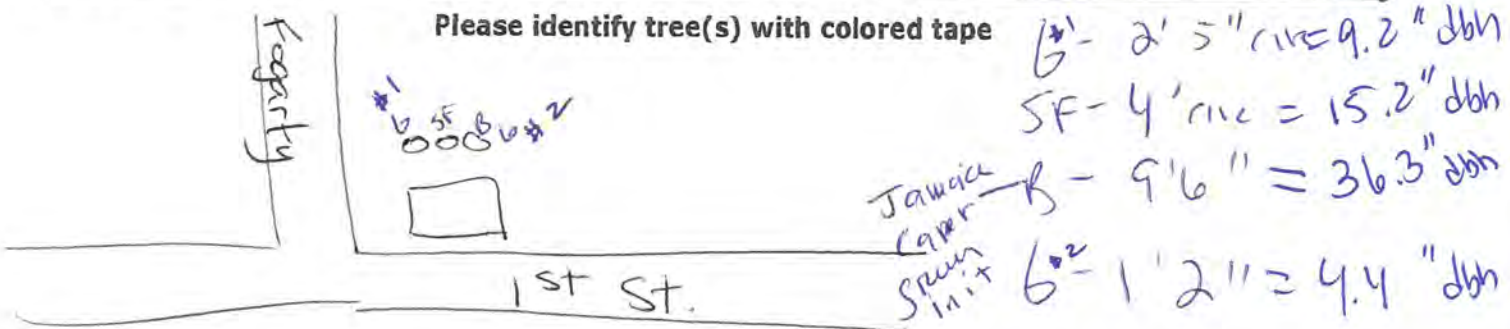 Please identify tree(s) with colored tape
Fogarty
#1
G SF B G #2
1st St.
G#1 - 2' 5" circ = 9.2" dbh
SF - 4' circ = 15.2" dbh
Jamaica
Caper
in it
B - 9'6" = 36.3" dbh
G#2 - 1'2" = 4.4" dbh